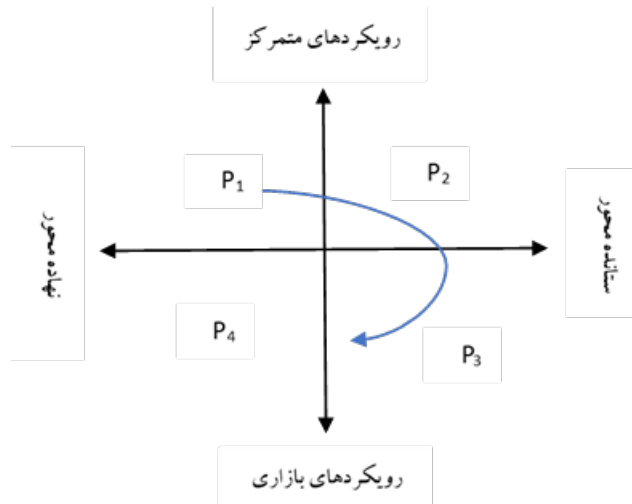 رویکردهای متمرکز
P₁
P₂
نهاده محور
ستانده محور
P₄
P₃
رویکردهای بازاری